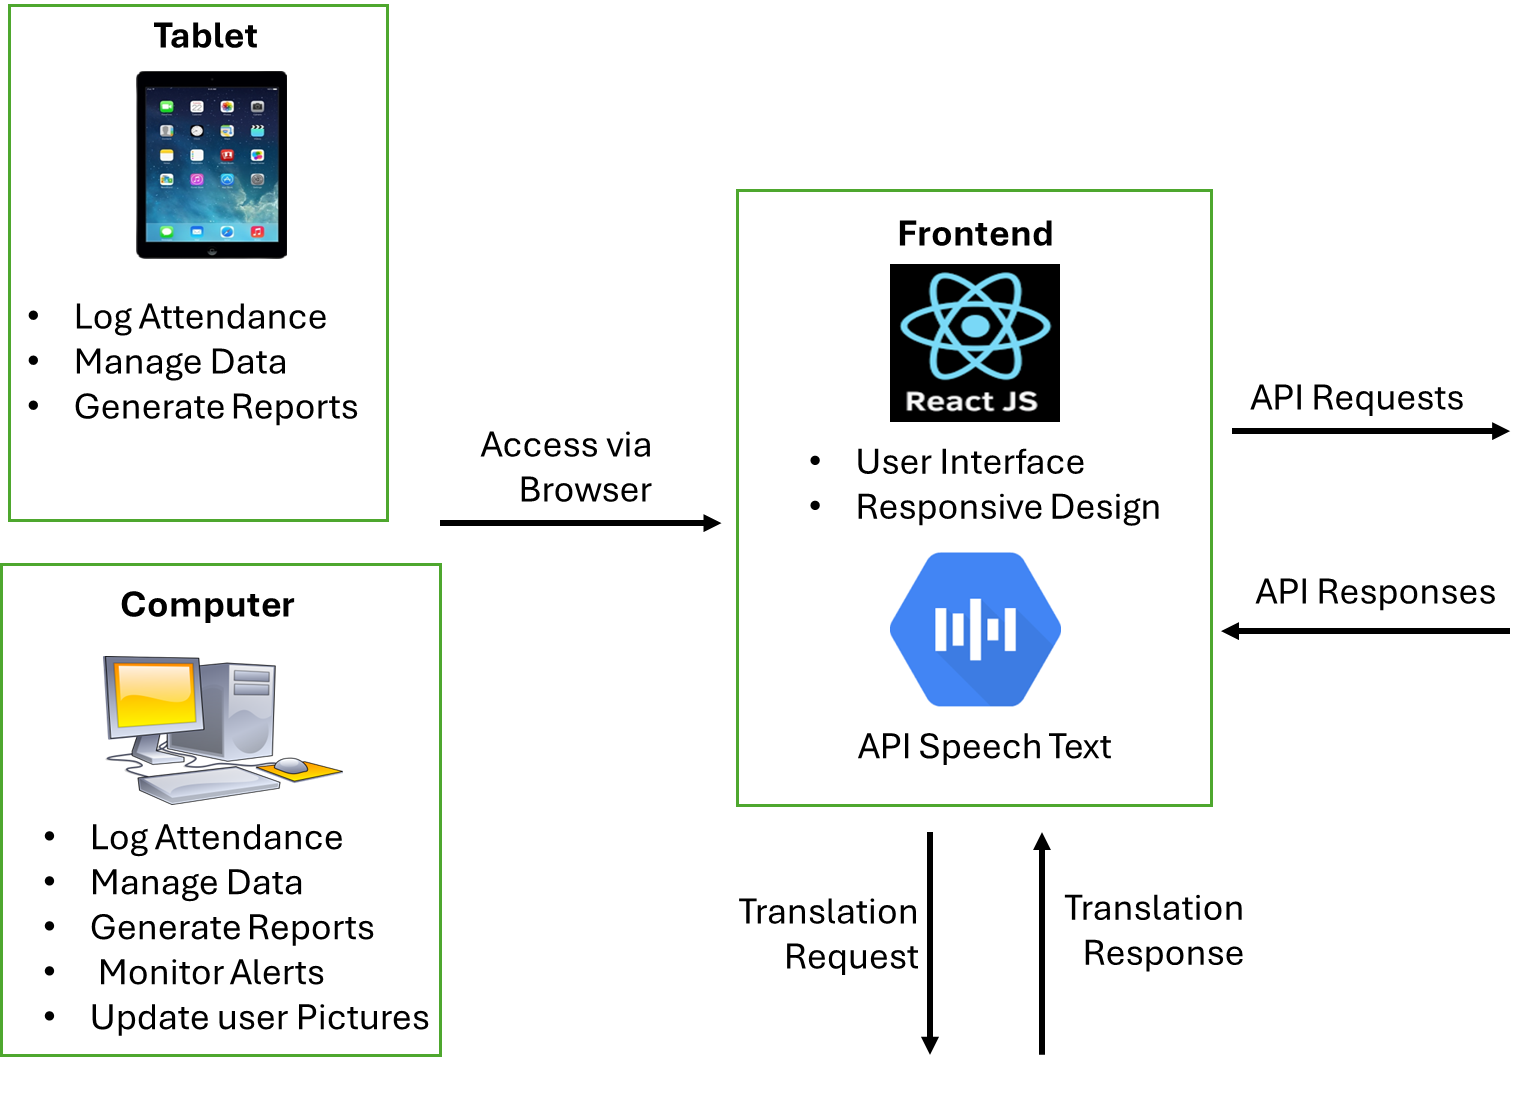 Tablet
• Log Attendance
• Manage Data
• Generate Reports
Computer
• Log Attendance
• Manage Data
• Generate Reports
• Monitor Alerts
• Update user Pictures
Access via
Browser
Frontend
React JS
• User Interface
• Responsive Design
API Speech Text
API Requests
API Responses
Translation
Request
Translation
Response